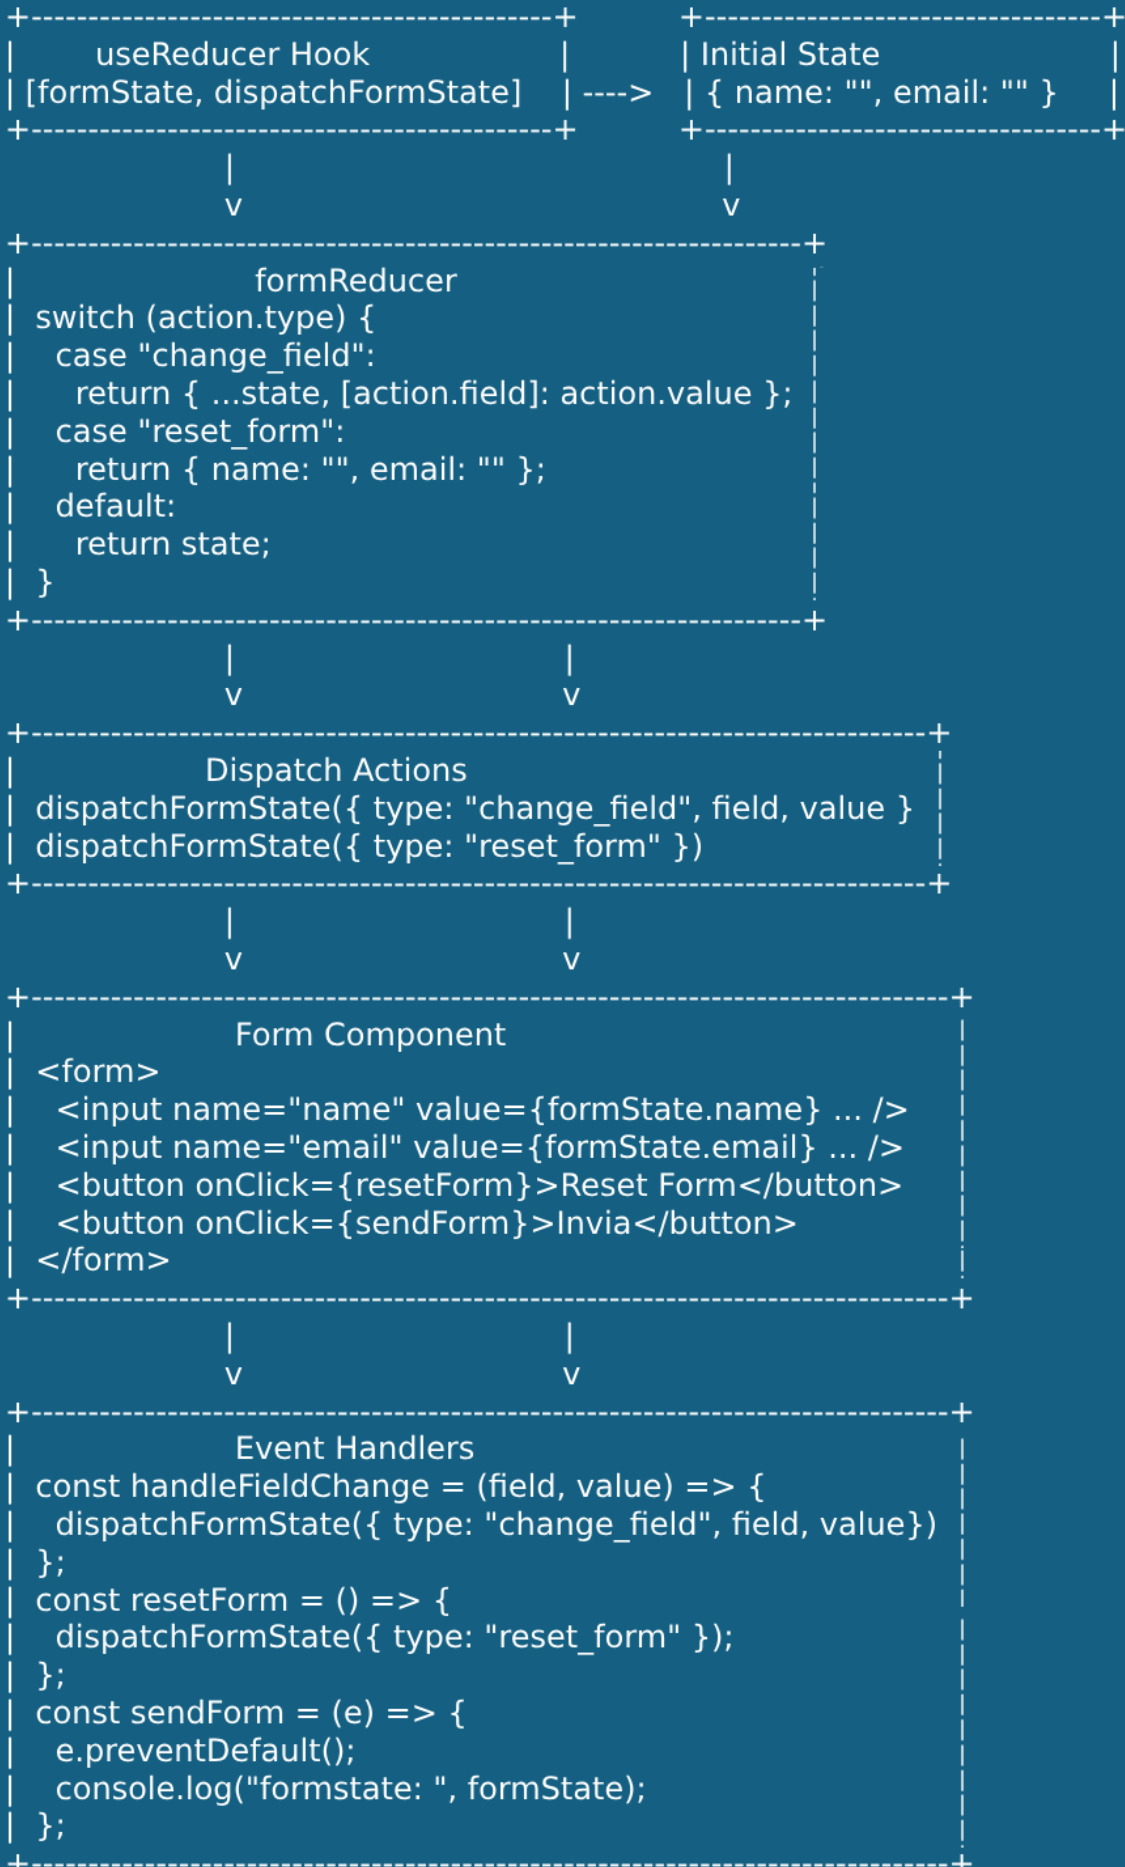 +----------------------------------------------------+ +---------------------------------------+
| useReducer Hook | | Initial State |
| [formState, dispatchFormState] | ----> | { name: "", email: "" } |
+----------------------------------------------------+ +---------------------------------------+
| |
v v
+-----------------------------------------------------------------------------+
| formReducer |
| switch (action.type) { |
| case "change_field": |
| return { ...state, [action.field]: action.value }; |
| case "reset_form": |
| return { name: "", email: "" }; |
| default: |
| return state; |
| } |
+-----------------------------------------------------------------------------+
| |
v v
+-----------------------------------------------------------------------------------------+
| Dispatch Actions |
| dispatchFormState({ type: "change_field", field, value } |
| dispatchFormState({ type: "reset_form" }) |
+-----------------------------------------------------------------------------------------+
| |
v v
+-------------------------------------------------------------------------------------------+
| Form Component |
| <form> |
| <input name="name" value={formState.name} ... /> |
| <input name="email" value={formState.email} ... /> |
| <button onClick={resetForm}>Reset Form</button> |
| <button onClick={sendForm}>Invia</button> |
| </form> |
+-------------------------------------------------------------------------------------------+
| |
v v
+-------------------------------------------------------------------------------------------+
| Event Handlers |
| const handleFieldChange = (field, value) => { |
| dispatchFormState({ type: "change_field", field, value}) |
| }; |
| const resetForm = () => { |
| dispatchFormState({ type: "reset_form" }); |
| }; |
| const sendForm = (e) => { |
| e.preventDefault(); |
| console.log("formstate: ", formState); |
| }; |
+-------------------------------------------------------------------------------------------+